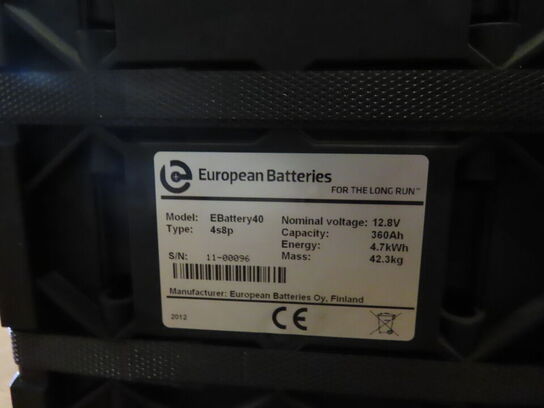 European Batteries
FOR THE LONG RUN™
Model: EBattery40
Type: 4s8p
Nominal voltage: 12.8V
Capacity: 360Ah
Energy: 4.7kWh
Mass: 42.3kg
S/N: 11-00096
Manufacturer: European Batteries Oy, Finland
2012
CE